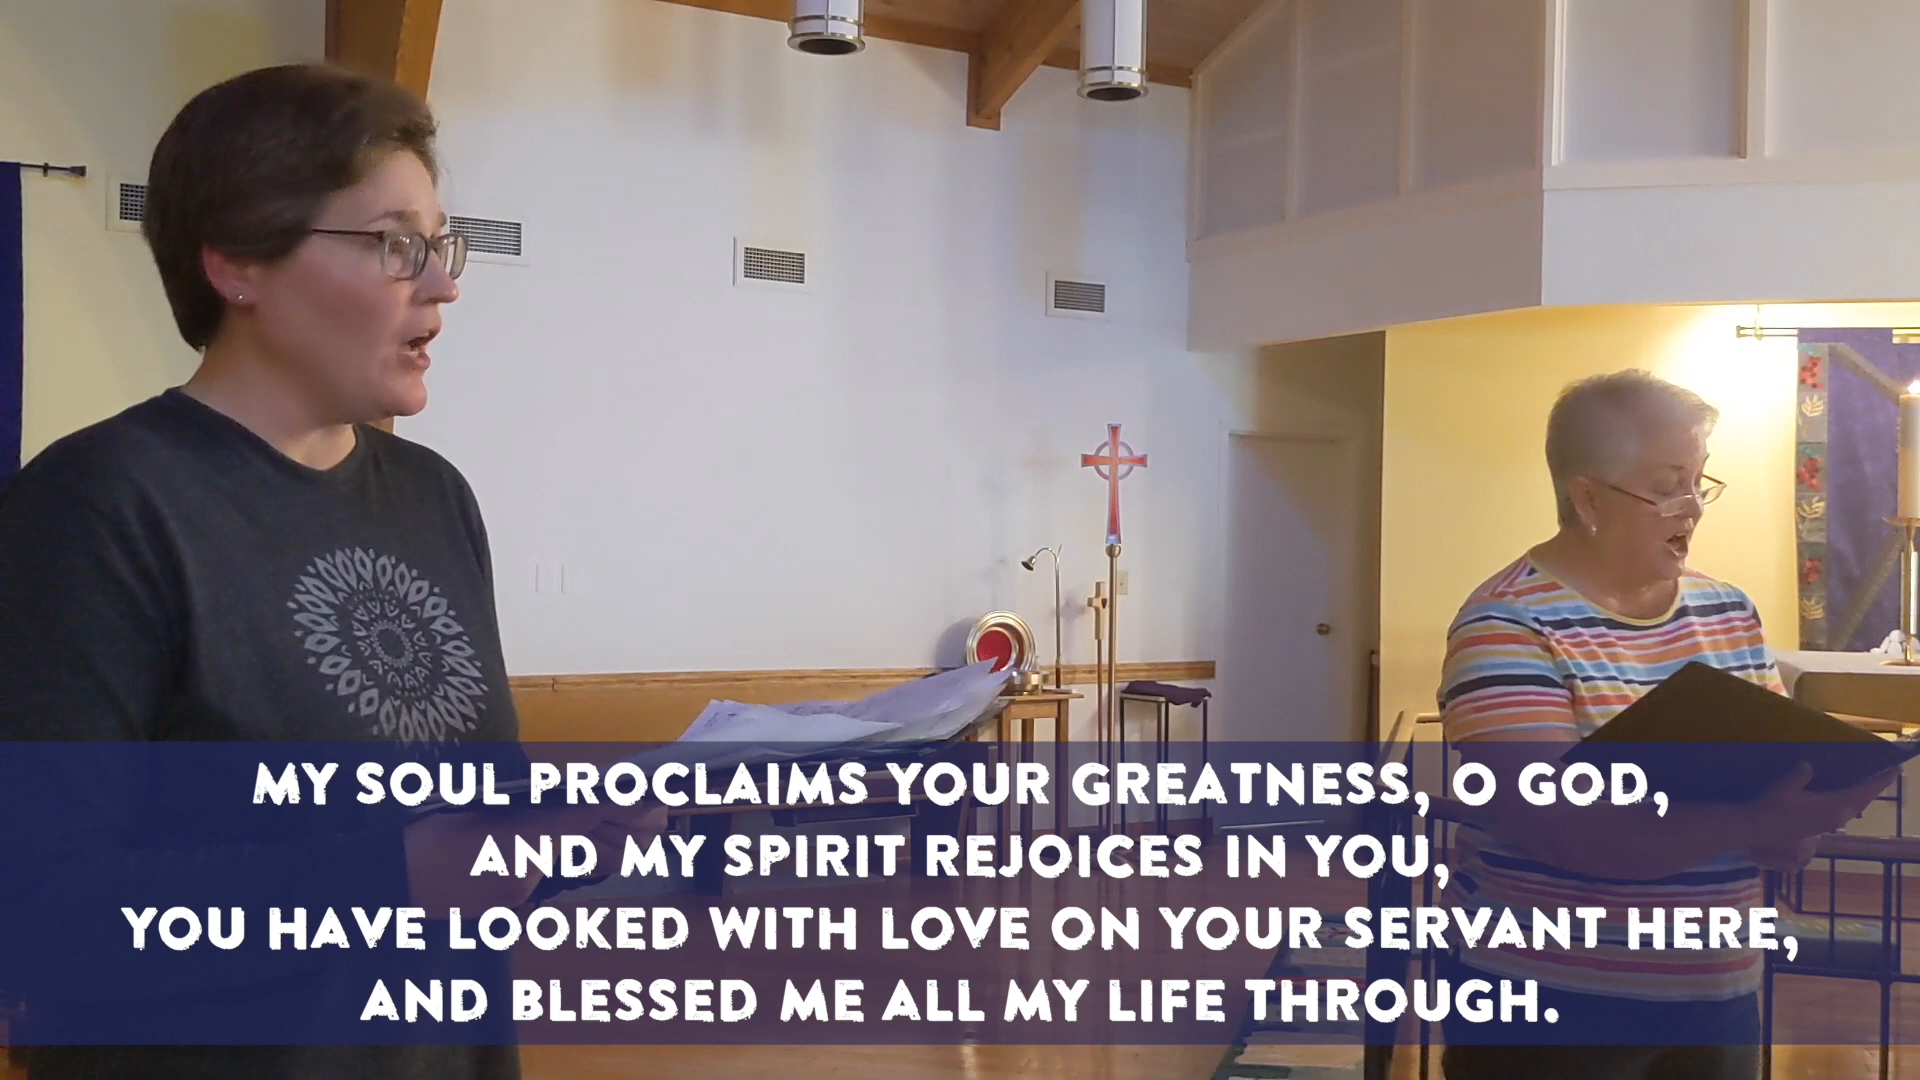 MY SOUL PROCLAIMS YOUR GREATNESS, O GOD,
AND MY SPIRIT REJOICES IN YOU,
YOU HAVE LOOKED WITH LOVE ON YOUR SERVANT HERE,
AND BLESSED ME ALL MY LIFE THROUGH.